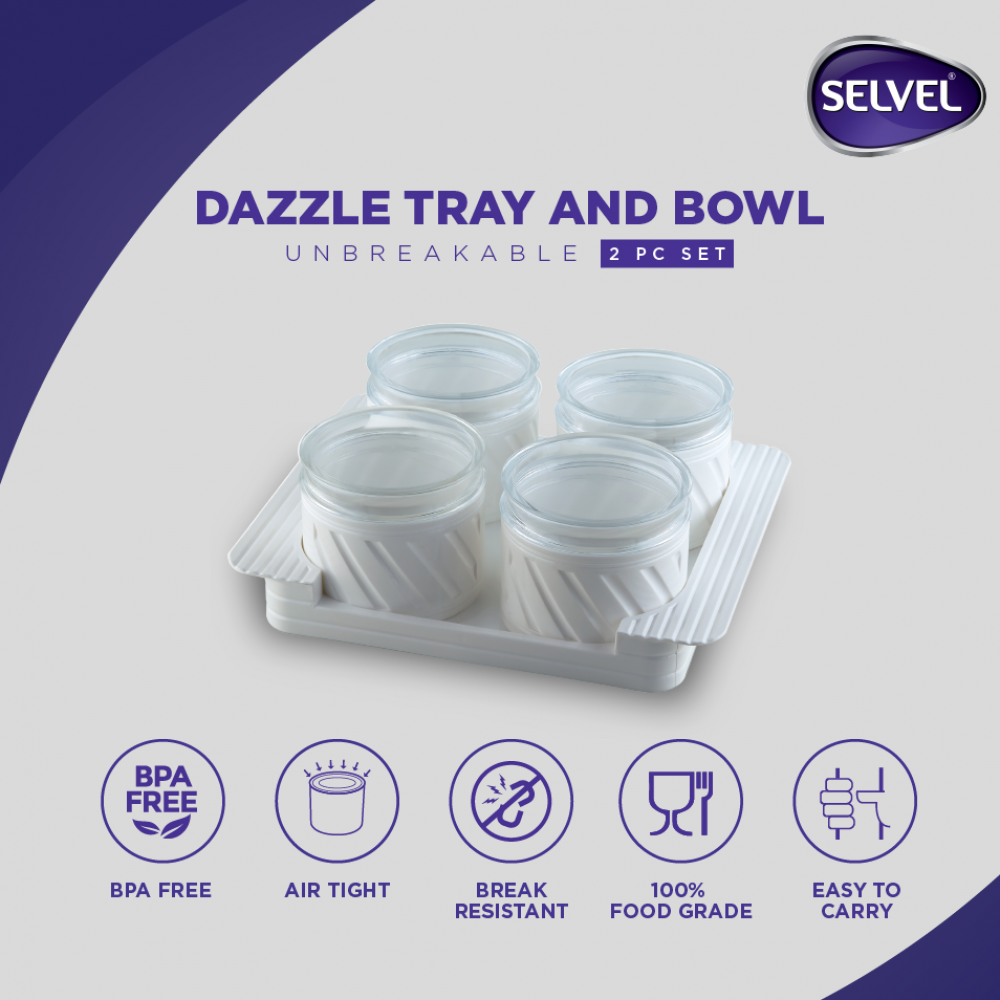 SELVEL®
DAZZLE TRAY AND BOWL
UNBREAKABLE 2 PC SET
BPA
FREE
BPA FREE
AIR TIGHT
BREAK
RESISTANT
100%
FOOD GRADE
EASY TO
CARRY